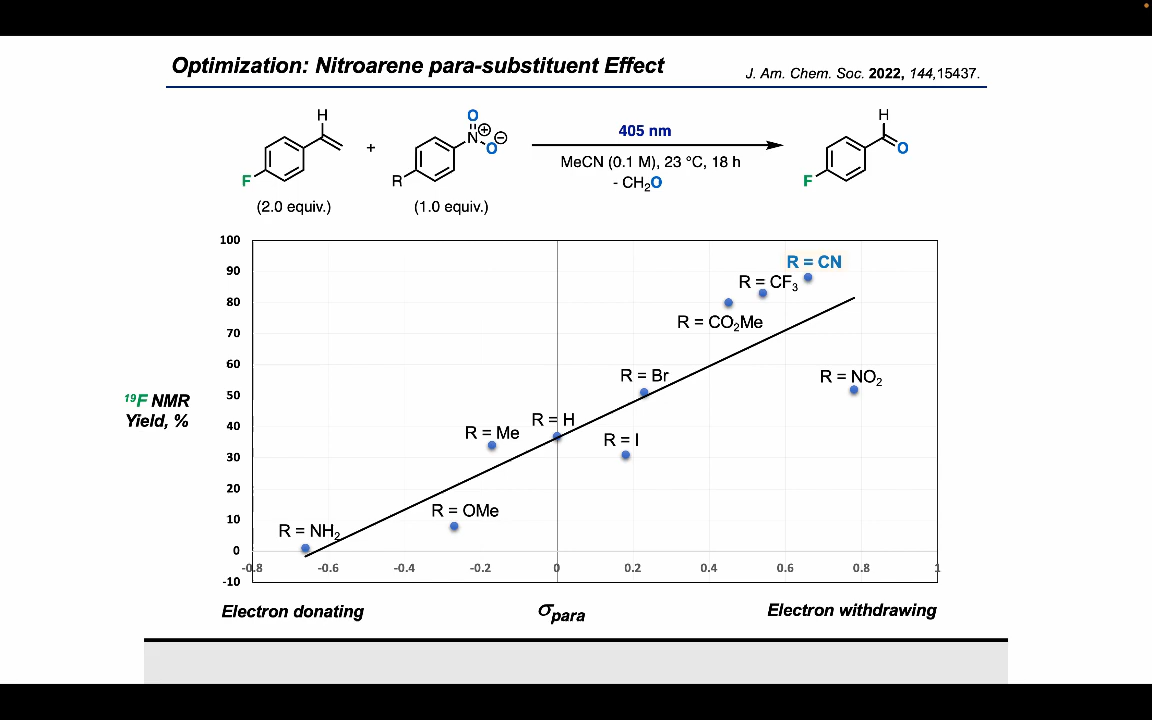 Optimization: Nitroarene para-substituent Effect
J. Am. Chem. Soc. 2022, 144,15437.
H
F
(2.0 equiv.)
+
O
N⊕
O⊖
R
(1.0 equiv.)
405 nm
MeCN (0.1 M), 23 °C, 18 h
- CH₂O
H
O
F
100
90
80
70
60
50
40
30
20
10
0
-10
¹⁹F NMR
Yield, %
R = CN
R = CF₃
R = CO₂Me
R = NO₂
R = Br
R = H
R = Me
R = I
R = OMe
R = NH₂
-0.8
-0.6
-0.4
-0.2
0
0.2
0.4
0.6
0.8
1
Electron donating
σpara
Electron withdrawing